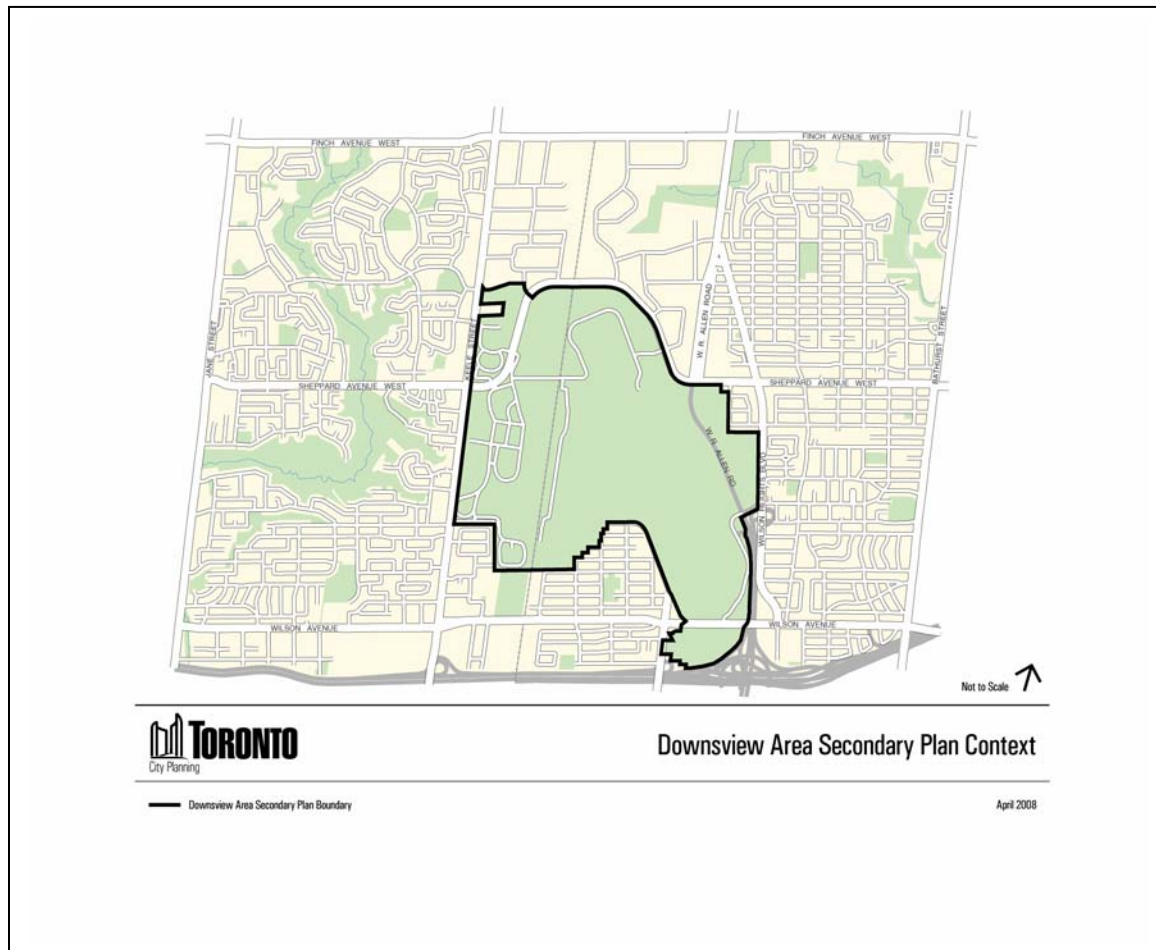 FINCH AVENUE WEST
FINCH AVENUE WEST
JANE STREET
KEELE STREET
W. R. ALLEN ROAD
BATHURST STREET
SHEPPARD AVENUE WEST
SHEPPARD AVENUE WEST
W. R. ALLEN RD
WILSON HEIGHTS BLVD
WILSON AVENUE
WILSON AVENUE
Not to Scale
TORONTO
City Planning
Downsview Area Secondary Plan Context
Downsview Area Secondary Plan Boundary
April 2008